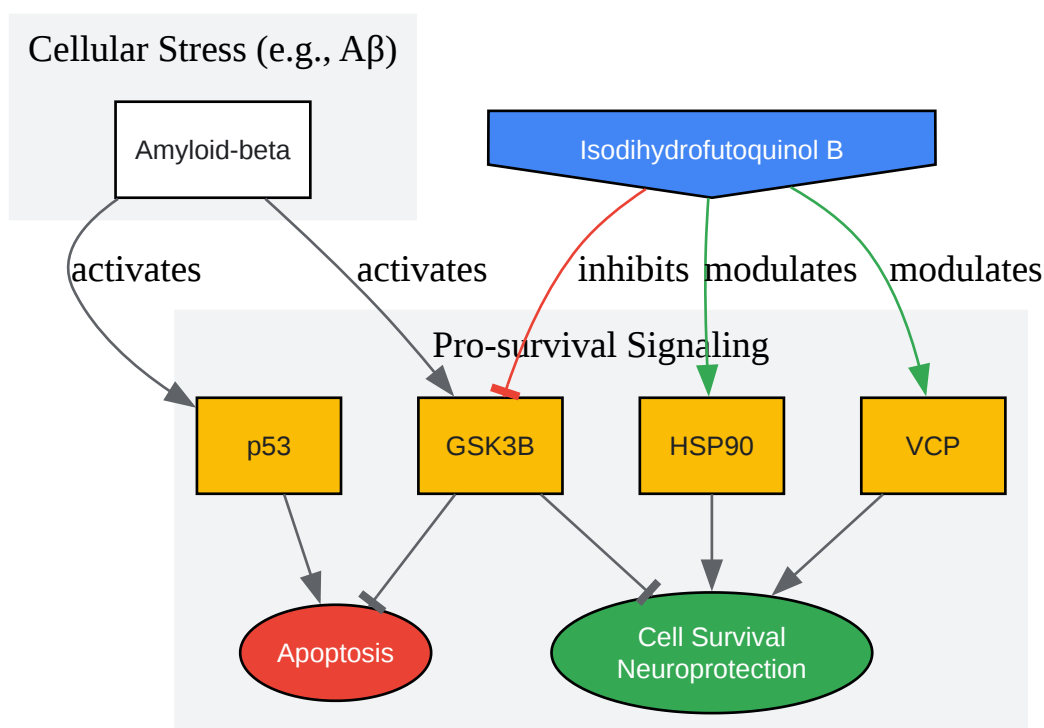 Cellular Stress (e.g., Aβ)
Amyloid-beta
Isodihydrofutoquinol B
activates
activates
inhibits
modulates
modulates
Pro-survival Signaling
p53
GSK3B
HSP90
VCP
Apoptosis
Cell Survival
Neuroprotection